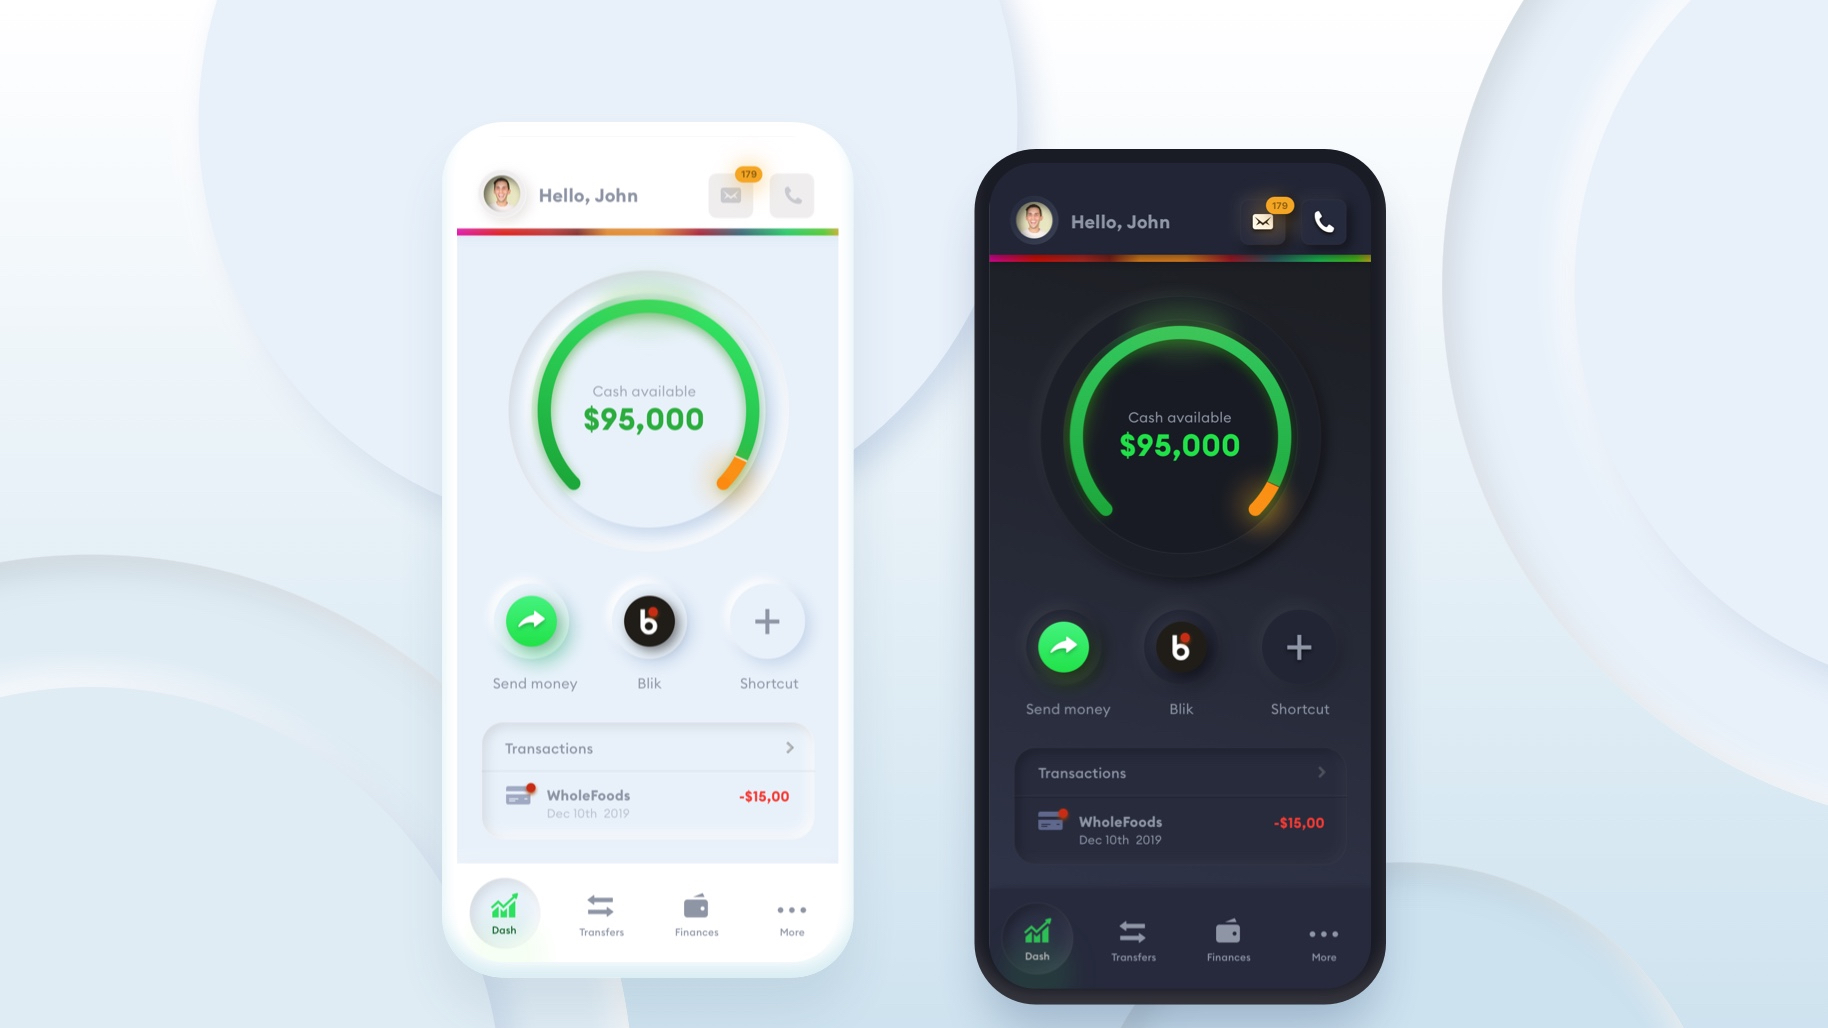 179
Hello, John
Cash available
$95,000
Send money
Blik
Shortcut
Transactions
WholeFoods
-$15,00
Dec 10th 2019
Dash
Transfers
Finances
More
179
Hello, John
Cash available
$95,000
Send money
Blik
Shortcut
Transactions
WholeFoods
-$15,00
Dec 10th 2019
Dash
Transfers
Finances
More